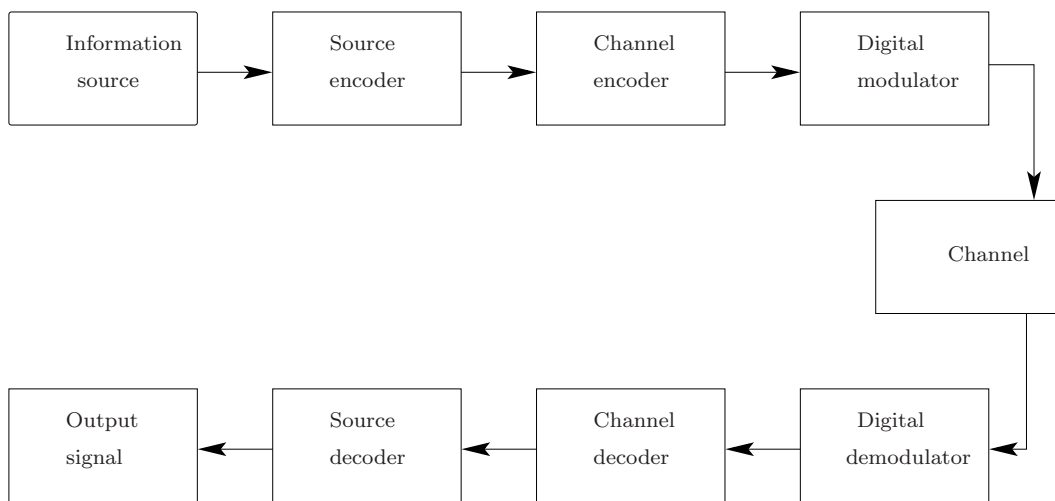 Information
source
Source
encoder
Channel
encoder
Digital
modulator
Channel
Output
signal
Source
decoder
Channel
decoder
Digital
demodulator